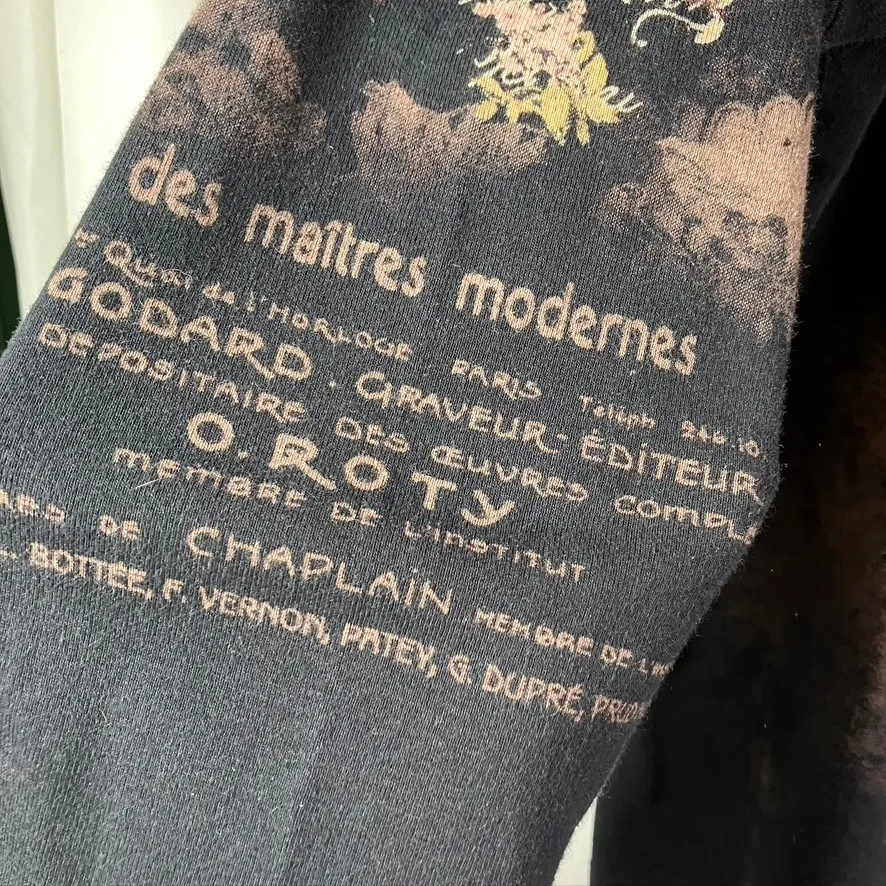 des maîtres modernes
Quai de l'HORLOGE PARIS Teleph 240.10.
GODARD. GRAVEUR-ÉDITEUR
DEPOSITAIRE DES ŒUVRES COMPL
O. ROTY
MEMBRE DE L'INSTITUT
DE CHAPLAIN MEMBRE DE L'
BOTTÉE, F. VERNON, PATEY, G. DUPRÉ,